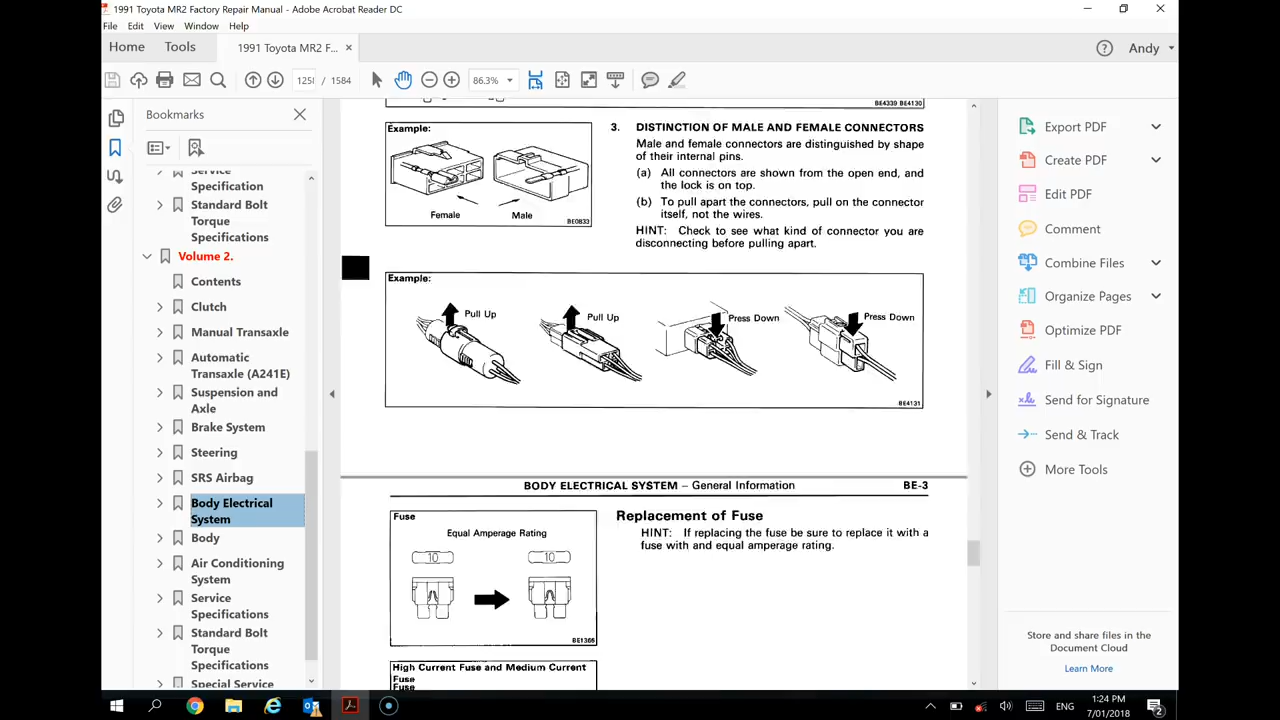 1991 Toyota MR2 Factory Repair Manual - Adobe Acrobat Reader DC
File Edit View Window Help
Home Tools 1991 Toyota MR2 F... × Andy
1258 / 1584 86.3%
Bookmarks
Service
Specification
Standard Bolt
Torque
Specifications
Volume 2.
Contents
Clutch
Manual Transaxle
Automatic
Transaxle (A241E)
Suspension and
Axle
Brake System
Steering
SRS Airbag
Body Electrical
System
Body
Air Conditioning
System
Service
Specifications
Standard Bolt
Torque
Specifications
Special Service
BE4339 BE4130
Example:
Female Male
BE0833
3. DISTINCTION OF MALE AND FEMALE CONNECTORS
Male and female connectors are distinguished by shape
of their internal pins.
(a) All connectors are shown from the open end, and
the lock is on top.
(b) To pull apart the connectors, pull on the connector
itself, not the wires.
HINT: Check to see what kind of connector you are
disconnecting before pulling apart.
Example:
Pull Up Pull Up Press Down Press Down
BE4131
BODY ELECTRICAL SYSTEM – General Information BE-3
Fuse
Equal Amperage Rating
10 10
BE1366
Replacement of Fuse
HINT: If replacing the fuse be sure to replace it with a
fuse with and equal amperage rating.
High Current Fuse and Medium Current
Fuse
Fuse
Export PDF
Create PDF
Edit PDF
Comment
Combine Files
Organize Pages
Optimize PDF
Fill & Sign
Send for Signature
Send & Track
More Tools
Store and share files in the
Document Cloud
Learn More
ENG
1:24 PM
7/01/2018
2